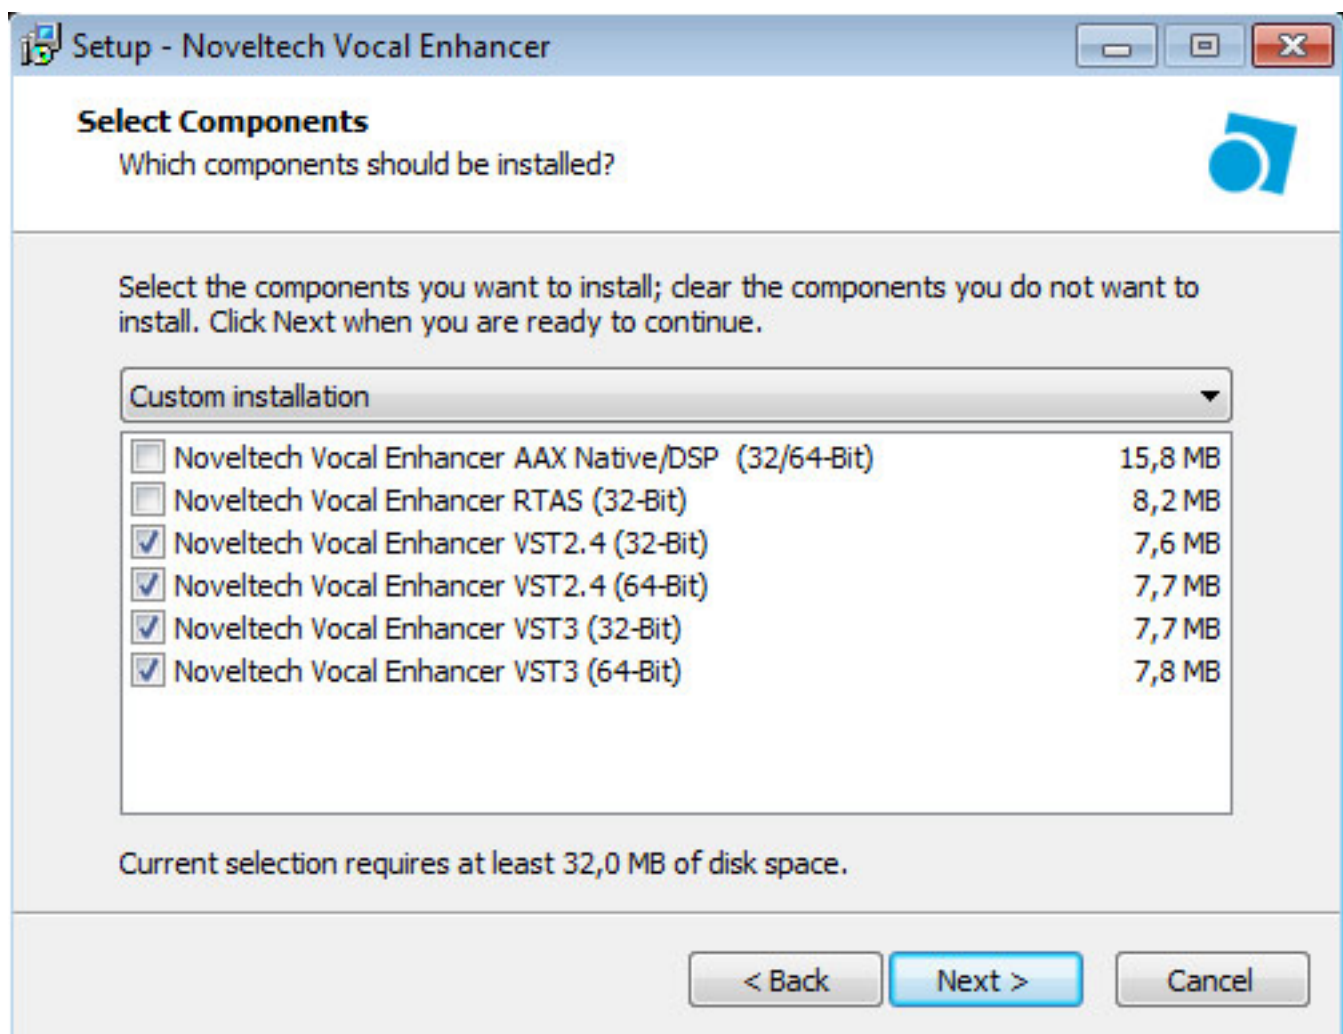 Setup - Noveltech Vocal Enhancer
Select Components
Which components should be installed?
Select the components you want to install; clear the components you do not want to
install. Click Next when you are ready to continue.
Custom installation
Noveltech Vocal Enhancer AAX Native/DSP  (32/64-Bit) 15,8 MB
Noveltech Vocal Enhancer RTAS (32-Bit) 8,2 MB
Noveltech Vocal Enhancer VST2.4 (32-Bit) 7,6 MB
Noveltech Vocal Enhancer VST2.4 (64-Bit) 7,7 MB
Noveltech Vocal Enhancer VST3 (32-Bit) 7,7 MB
Noveltech Vocal Enhancer VST3 (64-Bit) 7,8 MB
Current selection requires at least 32,0 MB of disk space.
< Back Next > Cancel